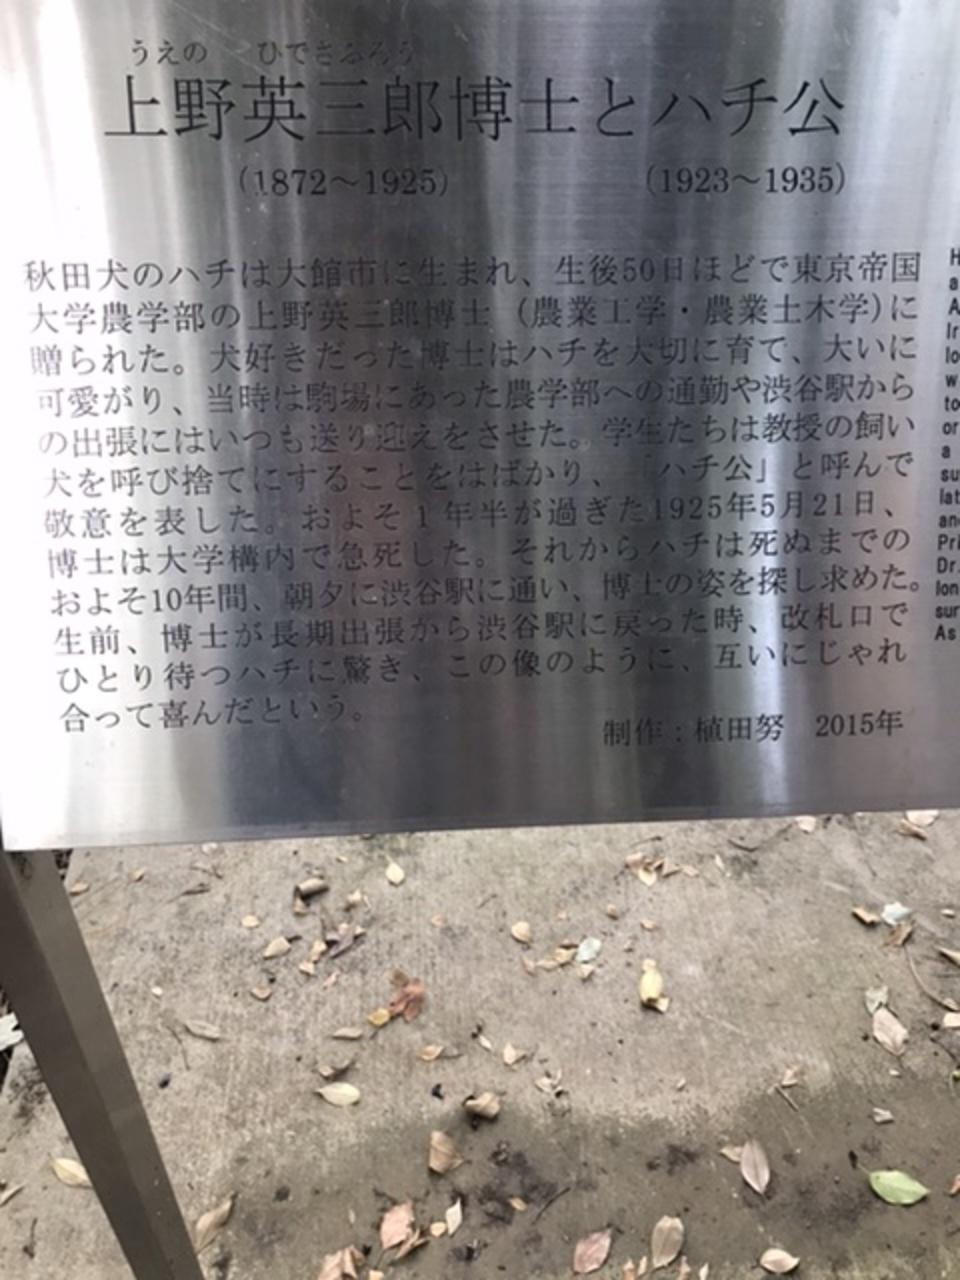 うえの ひでさぶろう
上野英三郎博士とハチ公
(1872～1925) (1923～1935)
秋田犬のハチは大館市に生まれ、生後50日ほどで東京帝国
大学農学部の上野英三郎博士（農業工学・農業土木学)に
贈られた。犬好きだった博士はハチを大切に育て、大いに
可愛がり、当時は駒場にあった農学部への通勤や渋谷駅から
の出張にはいつも送り迎えをさせた。学生たちは教授の飼い
犬を呼び捨てにすることをはばかり、「ハチ公」と呼んで
敬意を表した。およそ1年半が過ぎた1925年5月21日、
博士は大学構内で急死した。それからハチは死ぬまでの
およそ10年間、朝夕に渋谷駅に通い、博士の姿を探し求めた。
生前、博士が長期出張から渋谷駅に戻った時、改札口で
ひとり待つハチに驚き、この像のように、互いにじゃれ
合って喜んだという。
制作：植田努 2015年
H
a
A
Ir
lo
w
to
or
a
su
lat
and
Pri
Dr.
lon
sur
As